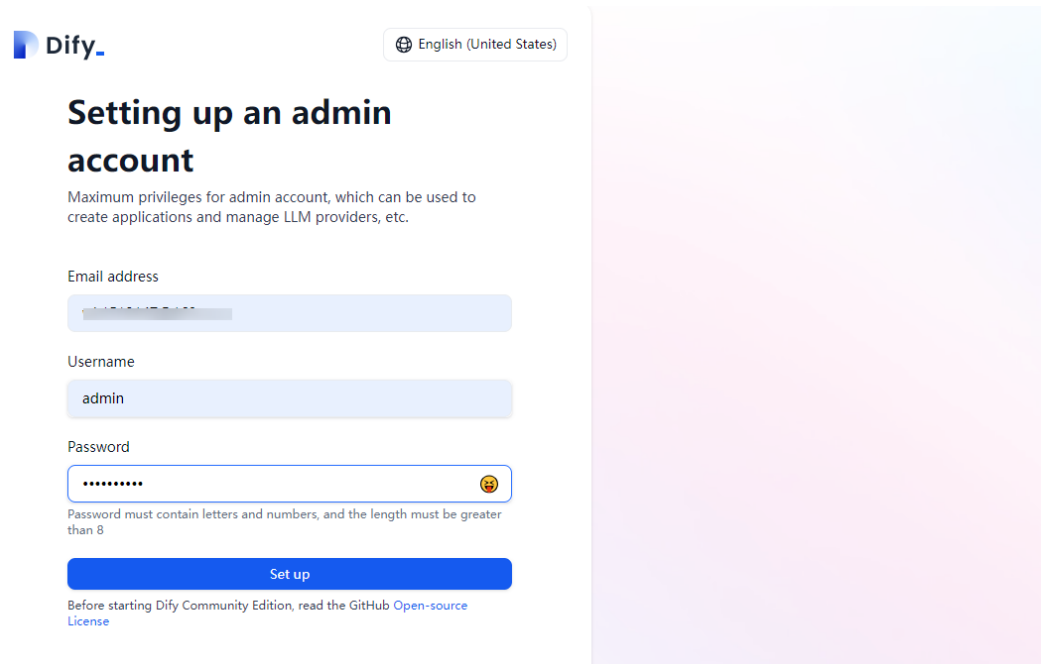 Dify_
English (United States)
Setting up an admin
account
Maximum privileges for admin account, which can be used to
create applications and manage LLM providers, etc.
Email address
Username
admin
Password
••••••••••
Password must contain letters and numbers, and the length must be greater
than 8
Set up
Before starting Dify Community Edition, read the GitHub Open-source
License